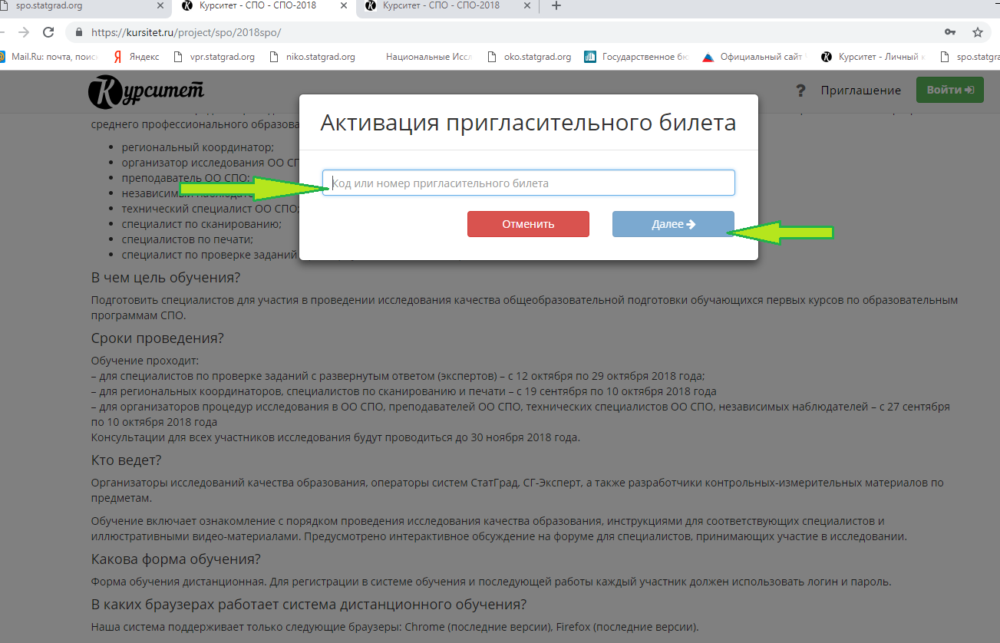 spo.statgrad.org
Курситет - СПО - СПО-2018
Курситет - СПО - СПО-2018
https://kursitet.ru/project/spo/2018spo/
Mail.Ru: почта, поис
Яндекс
vpr.statgrad.org
niko.statgrad.org
Национальные Иссл
oko.statgrad.org
Государственное бю
Официальный сайт
Курситет - Личный к
spo.statgra
Курситет
? Приглашение
Войти
среднего профессионального образова
Активация пригласительного билета
• региональный координатор;
• организатор исследования ОО СП
• преподаватель ОО СПО;
Код или номер пригласительного билета
• независимый
• технический специалист ОО СПО;
• специалист по сканированию;
Отменить
Далее
• специалистов по печати;
• специалист по проверке заданий
В чем цель обучения?
Подготовить специалистов для участия в проведении исследования качества общеобразовательной подготовки обучающихся первых курсов по образовательным
программам СПО.
Сроки проведения?
Обучение проходит:
– для специалистов по проверке заданий с развернутым ответом (экспертов) – с 12 октября по 29 октября 2018 года;
– для региональных координаторов, специалистов по сканированию и печати – с 19 сентября по 10 октября 2018 года
– для организаторов процедур исследования в ОО СПО, преподавателей ОО СПО, технических специалистов ОО СПО, независимых наблюдателей – с 27 сентября
по 10 октября 2018 года
Консультации для всех участников исследования будут проводиться до 30 ноября 2018 года.
Кто ведет?
Организаторы исследований качества образования, операторы систем СтатГрад, СГ-Эксперт, а также разработчики контрольных-измерительных материалов по
предметам.
Обучение включает ознакомление с порядком проведения исследования качества образования, инструкциями для соответствующих специалистов и
иллюстративными видео-материалами. Предусмотрено интерактивное обсуждение на форуме для специалистов, принимающих участие в исследовании.
Какова форма обучения?
Форма обучения дистанционная. Для регистрации в системе обучения и последующей работы каждый участник должен использовать логин и пароль.
В каких браузерах работает система дистанционного обучения?
Наша система поддерживает только следующие браузеры: Chrome (последние версии), Firefox (последние версии).